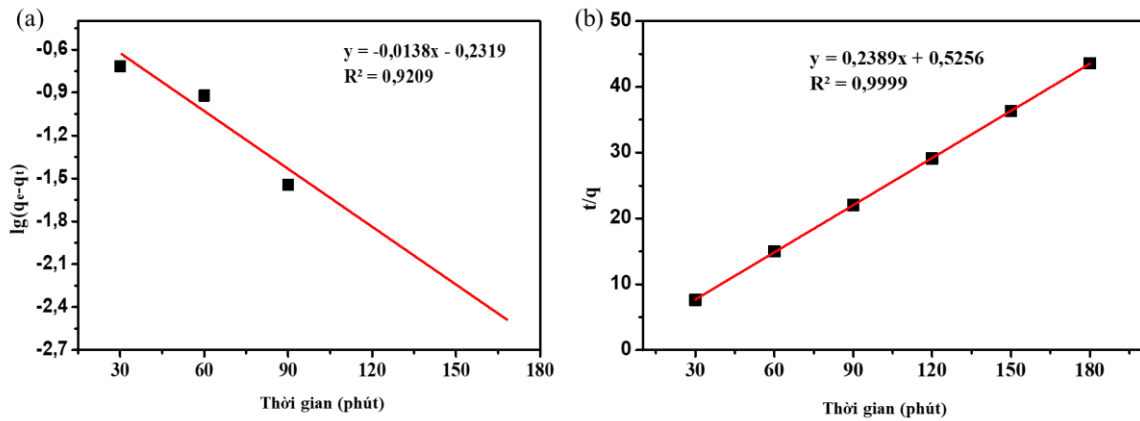 (a)
y = -0,0138x - 0,2319
R² = 0,9209
lg(qe-qt)
-0,6
-0,9
-1,2
-1,5
-1,8
-2,1
-2,4
-2,7
30 60 90 120 150 180
Thời gian (phút)
(b)
y = 0,2389x + 0,5256
R² = 0,9999
t/q
50
40
30
20
10
0
30 60 90 120 150 180
Thời gian (phút)